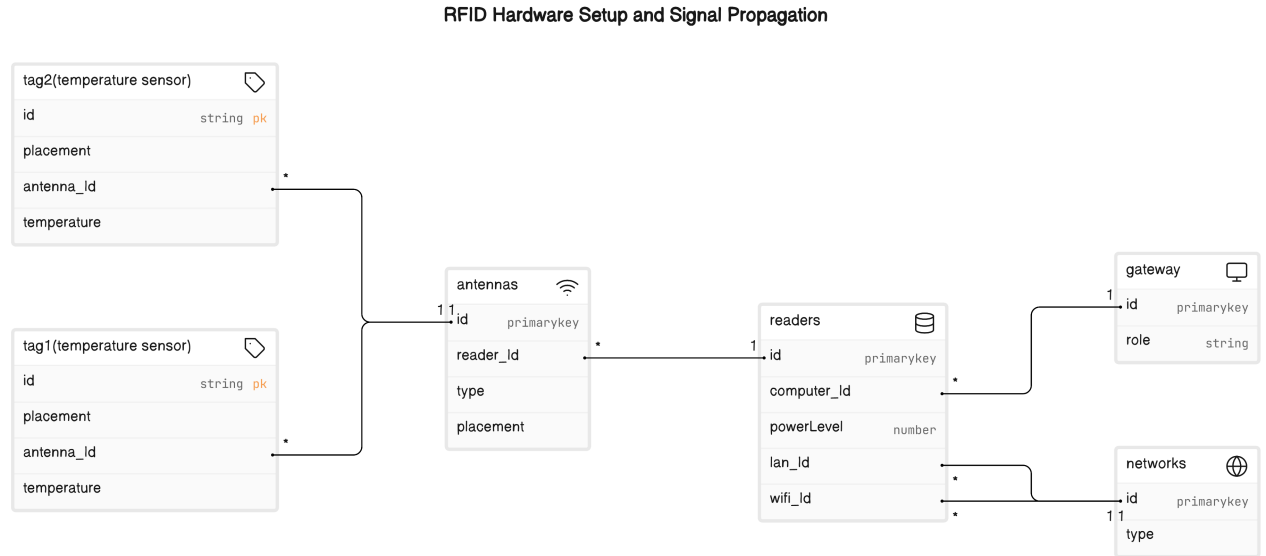 RFID Hardware Setup and Signal Propagation
tag2(temperature sensor)
id string pk
placement
antenna_Id *
temperature
tag1(temperature sensor)
id string pk
placement
antenna_Id *
temperature
antennas
1 1 id primarykey
reader_Id *
type
placement
readers
1 id primarykey
computer_Id *
powerLevel number
lan_Id *
wifi_Id *
gateway
1 id primarykey
role string
networks
id primarykey
1 1
type